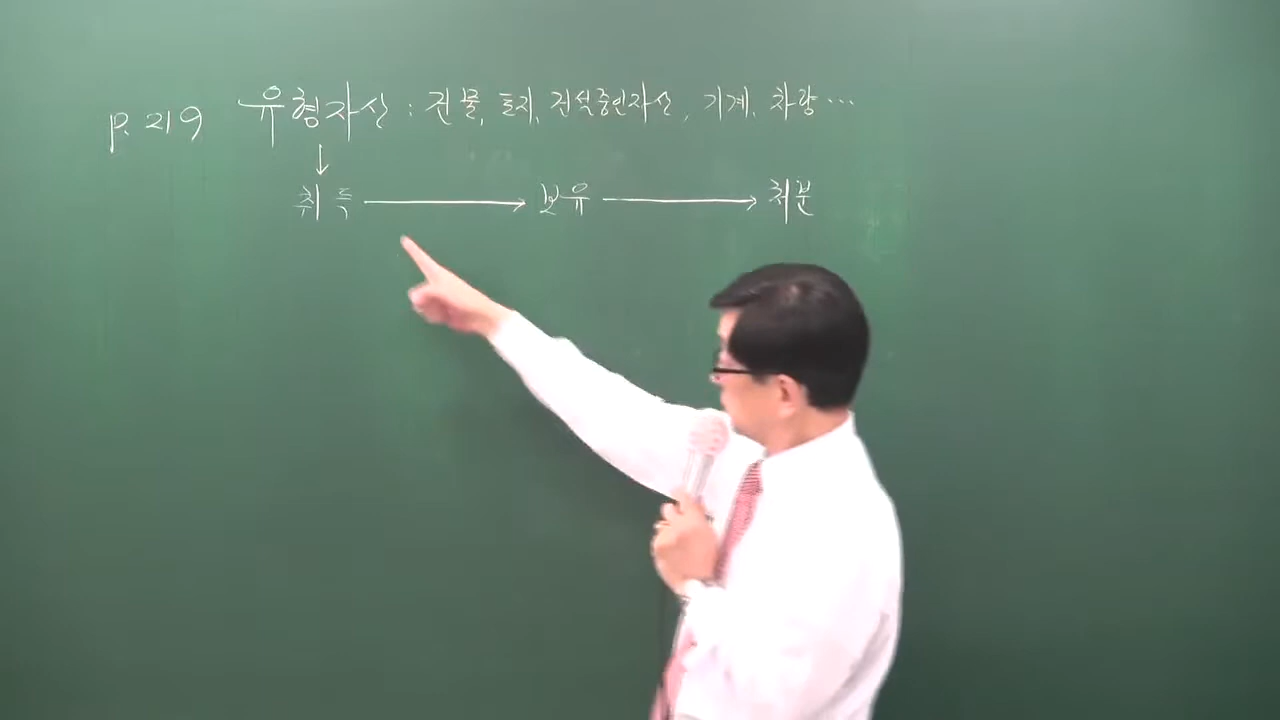 p. 219 유형자산 : 건물, 토지, 건설중인자산, 기계, 차량 …
↓
취득 → 보유 → 처분